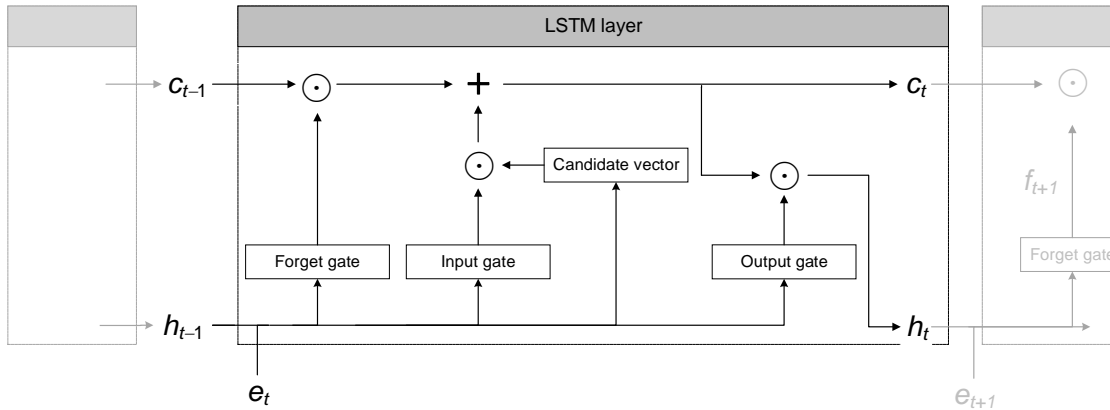 LSTM layer
c_{t–1}
+
c_t
Candidate vector
f_{t+1}
Forget gate
Input gate
Output gate
Forget gate
h_{t–1}
h_t
e_t
e_{t+1}